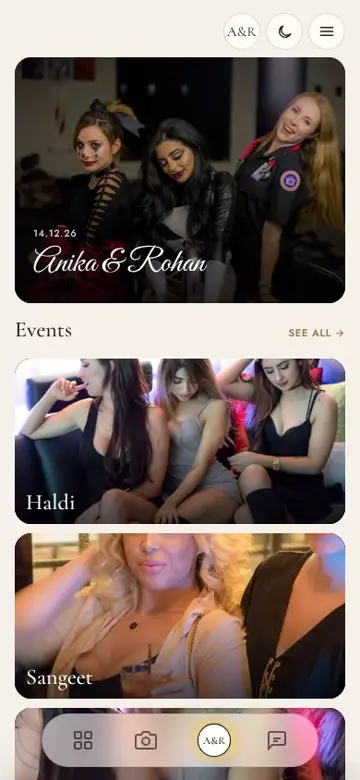 A&R
14.12.26
Anika & Rohan
Events
SEE ALL →
Haldi
Sangeet
A&R